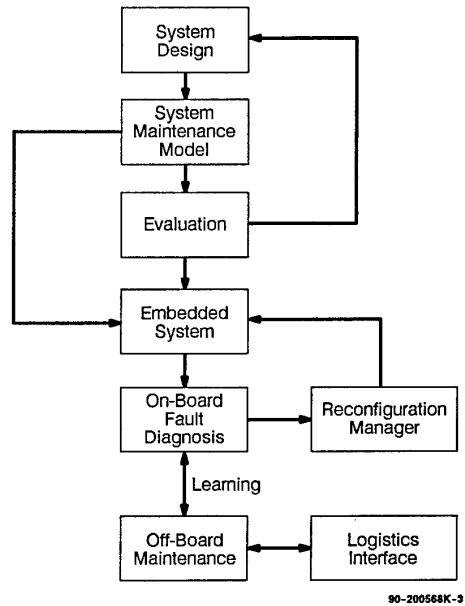 System
Design
System
Maintenance
Model
Evaluation
Embedded
System
On-Board
Fault
Diagnosis
Reconfiguration
Manager
Learning
Off-Board
Maintenance
Logistics
Interface
90-200568K-3